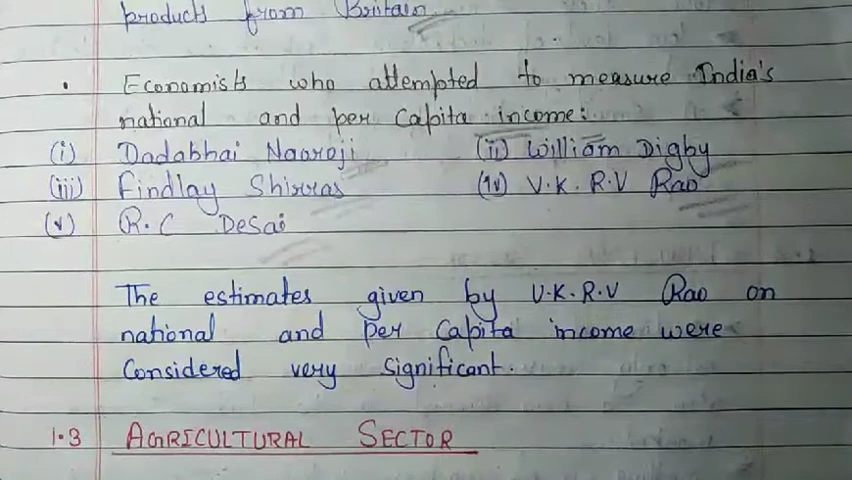 products from Britain
• Economists who attempted to measure India's
national and per capita income:
(i) Dadabhai Naoroji (ii) William Digby
(iii) Findlay Shirras (iv) V.K.R.V Rao
(v) R.C Desai
The estimates given by V.K.R.V Rao on
national and per capita income were
considered very significant.
1.3 AGRICULTURAL SECTOR